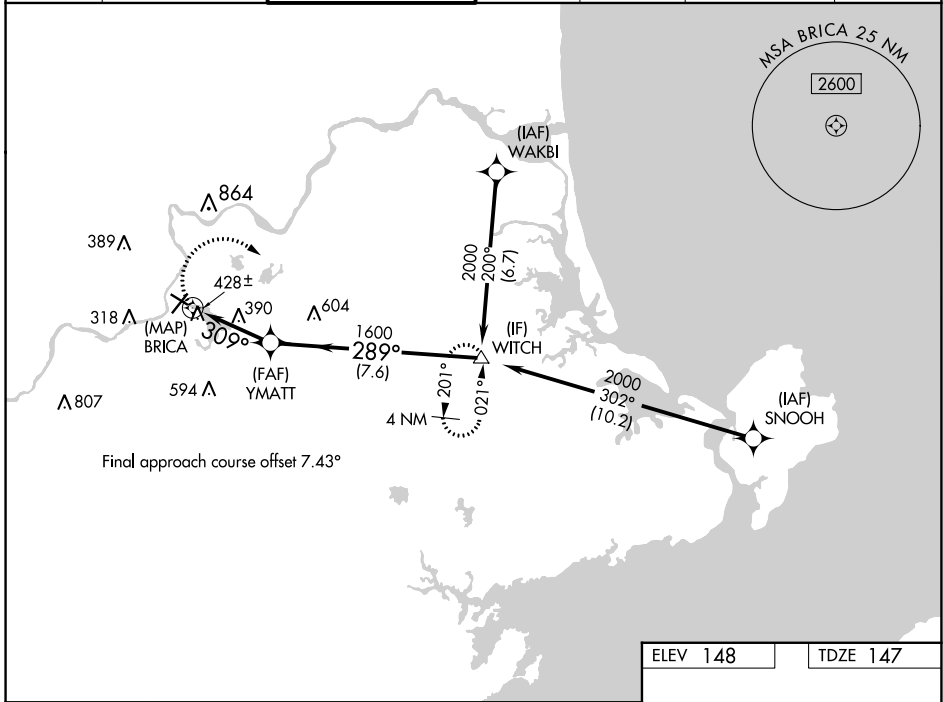 MSA BRICA 25 NM
2600
(IAF)
WAKBI
864
389
2000
200°
(6.7)
428±
318
390
604
(MAP)
BRICA
309°
1600
289°
(7.6)
(IF)
WITCH
(FAF)
YMATT
594
807
201°
021°
4 NM
2000
302°
(10.2)
(IAF)
SNOOH
Final approach course offset 7.43°
ELEV 148
TDZE 147